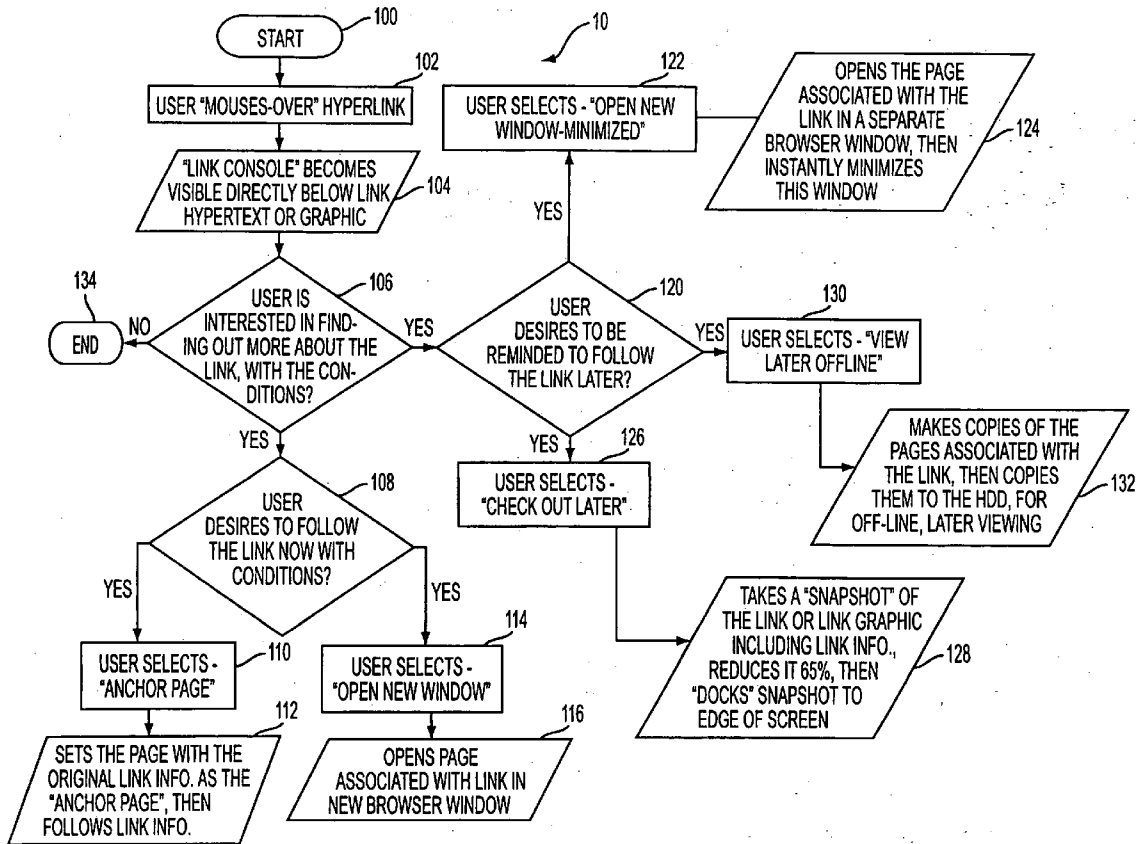 100
START
10
102
USER "MOUSES-OVER" HYPERLINK
"LINK CONSOLE" BECOMES
VISIBLE DIRECTLY BELOW LINK
HYPERTEXT OR GRAPHIC
104
122
USER SELECTS - "OPEN NEW
WINDOW-MINIMIZED"
OPENS THE PAGE
ASSOCIATED WITH THE
LINK IN A SEPARATE
BROWSER WINDOW, THEN
INSTANTLY MINIMIZES
THIS WINDOW
124
YES
134
END
NO
106
USER IS
INTERESTED IN FIND-
ING OUT MORE ABOUT THE
LINK, WITH THE CON-
DITIONS?
YES
120
USER
DESIRES TO BE
REMINDED TO FOLLOW
THE LINK LATER?
YES
130
USER SELECTS - "VIEW
LATER OFFLINE"
MAKES COPIES OF THE
PAGES ASSOCIATED WITH
THE LINK, THEN COPIES
THEM TO THE HDD, FOR
OFF-LINE, LATER VIEWING
132
YES
126
USER SELECTS -
"CHECK OUT LATER"
TAKES A "SNAPSHOT" OF
THE LINK OR LINK GRAPHIC
INCLUDING LINK INFO.,
REDUCES IT 65%, THEN
"DOCKS" SNAPSHOT TO
EDGE OF SCREEN
128
YES
108
USER
DESIRES TO FOLLOW
THE LINK NOW WITH
CONDITIONS?
YES
YES
110
USER SELECTS -
"ANCHOR PAGE"
114
USER SELECTS -
"OPEN NEW WINDOW"
112
SETS THE PAGE WITH THE
ORIGINAL LINK INFO. AS THE
"ANCHOR PAGE", THEN
FOLLOWS LINK INFO.
116
OPENS PAGE
ASSOCIATED WITH LINK IN
NEW BROWSER WINDOW